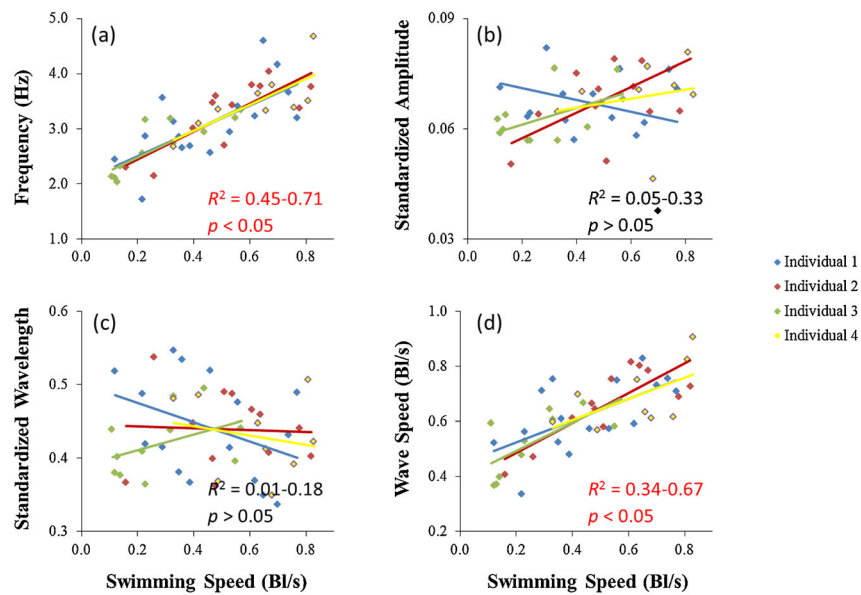 (a)
Frequency (Hz)
5.0
4.0
3.0
2.0
1.0
0.0 0.2 0.4 0.6 0.8
R² = 0.45-0.71
p < 0.05
(b)
Standardized Amplitude
0.09
0.06
0.03
0.0 0.2 0.4 0.6 0.8
R² = 0.05-0.33
p > 0.05
(c)
Standardized Wavelength
0.6
0.5
0.4
0.3
0.0 0.2 0.4 0.6 0.8
R² = 0.01-0.18
p > 0.05
Swimming Speed (Bl/s)
(d)
Wave Speed (Bl/s)
1.0
0.8
0.6
0.4
0.2
0.0 0.2 0.4 0.6 0.8
R² = 0.34-0.67
p < 0.05
Swimming Speed (Bl/s)
Individual 1
Individual 2
Individual 3
Individual 4